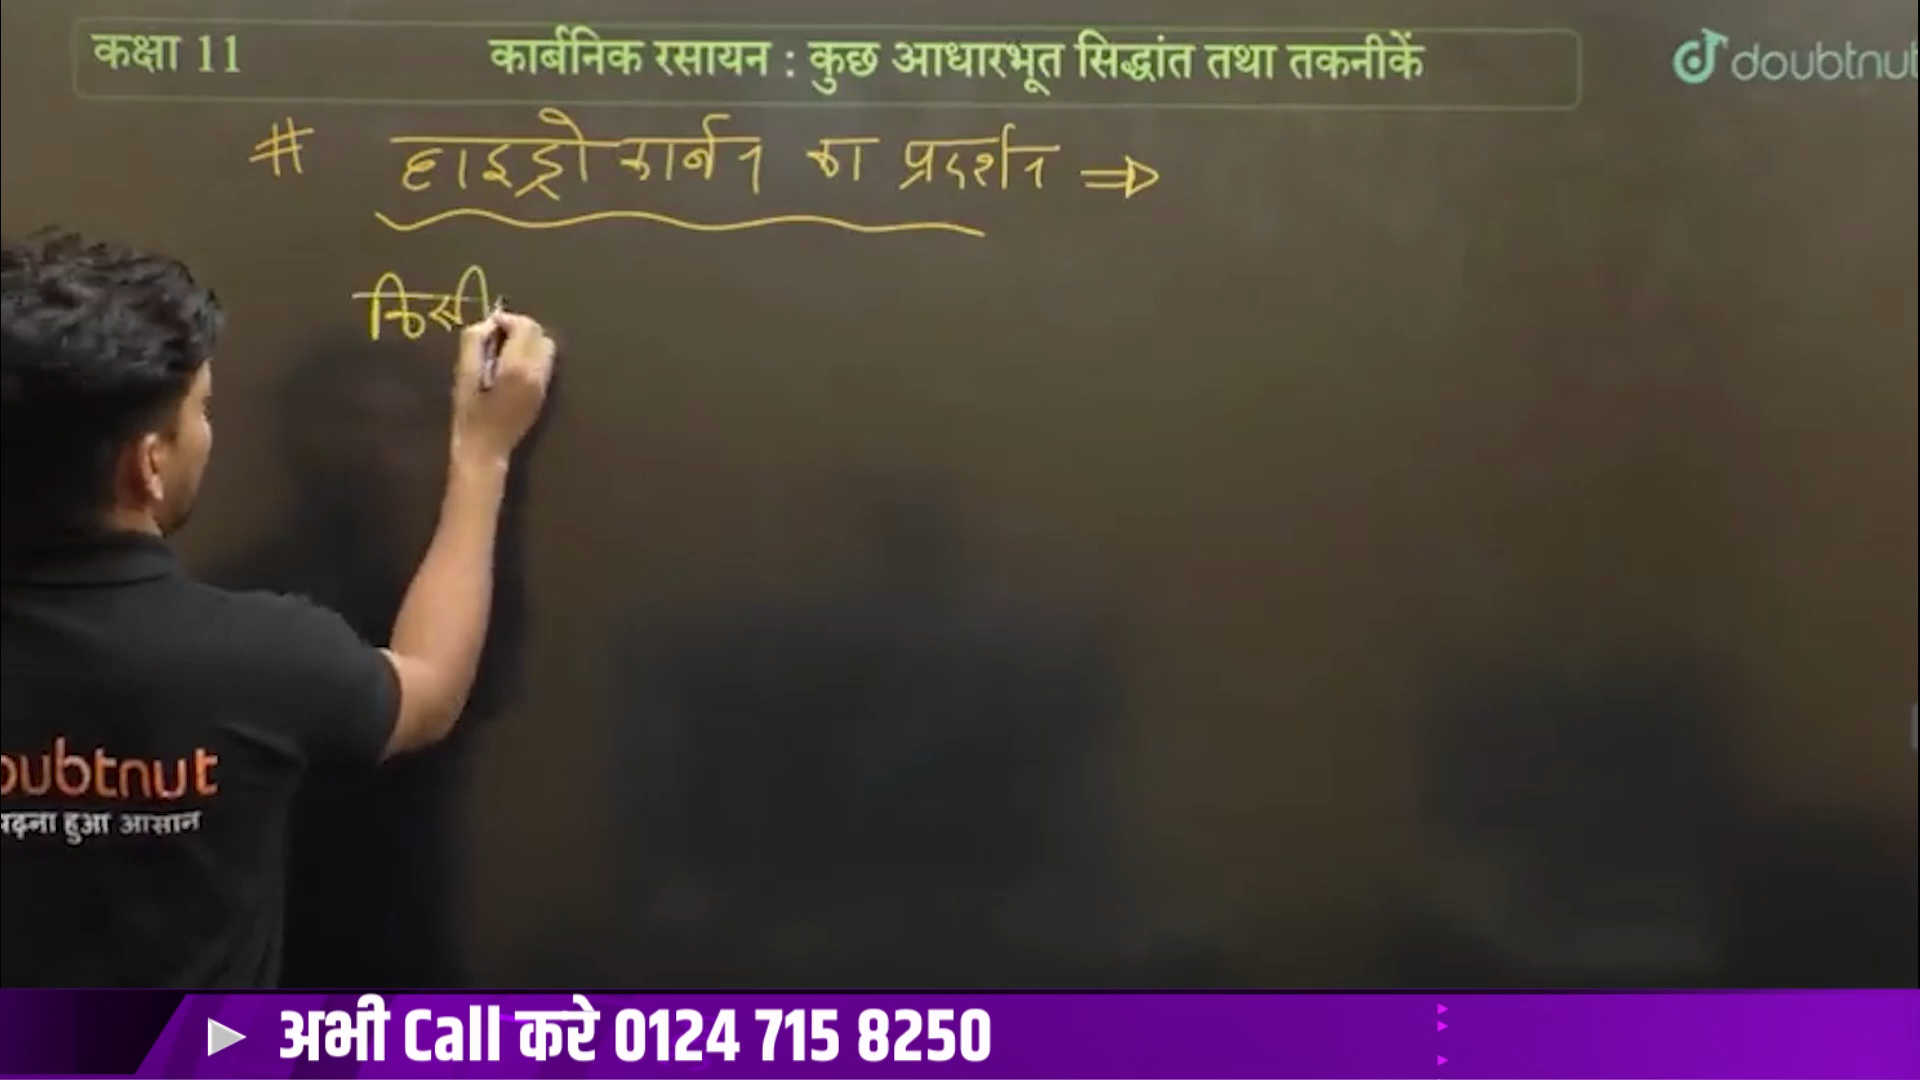 कक्षा 11
कार्बनिक रसायन : कुछ आधारभूत सिद्धांत तथा तकनीकें
doubtnut
# हाइड्रोकार्बन का प्रदर्शन ⇒
किसी
oubtnut
पढ़ना हुआ आसान
अभी Call करे 0124 715 8250